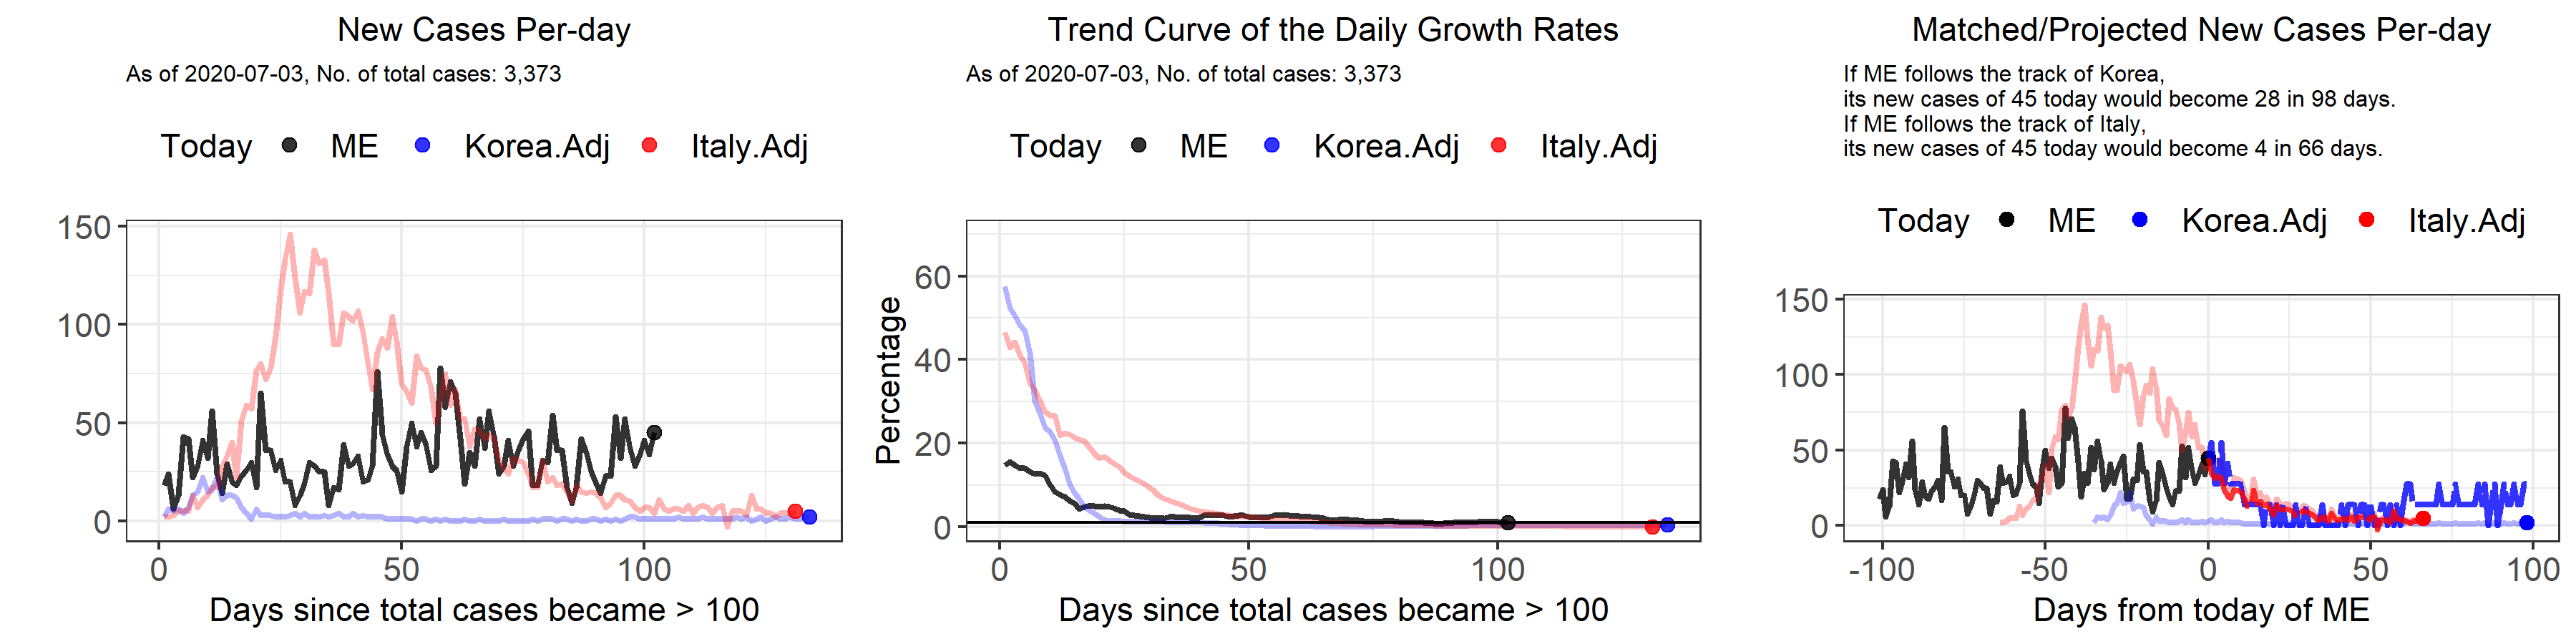 New Cases Per-day
As of 2020-07-03, No. of total cases: 3,373
Today ME Korea.Adj Italy.Adj
150
100
50
0
0 50 100
Days since total cases became > 100
Trend Curve of the Daily Growth Rates
As of 2020-07-03, No. of total cases: 3,373
Today ME Korea.Adj Italy.Adj
Percentage
60
40
20
0
0 50 100
Days since total cases became > 100
Matched/Projected New Cases Per-day
If ME follows the track of Korea,
its new cases of 45 today would become 28 in 98 days.
If ME follows the track of Italy,
its new cases of 45 today would become 4 in 66 days.
Today ME Korea.Adj Italy.Adj
150
100
50
0
-100 -50 0 50 100
Days from today of ME